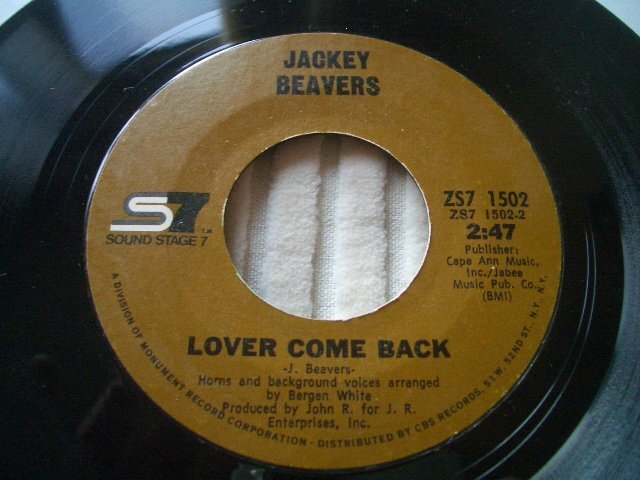 JACKEY
BEAVERS
S7 T.M.
SOUND STAGE 7
ZS7 1502
ZS7 1502-2
2:47
Publisher:
Cape Ann Music,
Inc./Jabee
Music Pub. Co.
(BMI)
LOVER COME BACK
-J. Beavers-
Horns and background voices arranged
by Bergen White
Produced by John R. for J. R.
Enterprises, Inc.
A DIVISION OF MONUMENT RECORD CORPORATION - DISTRIBUTED BY CBS RECORDS, 51 W. 52ND ST., N.Y., N.Y.